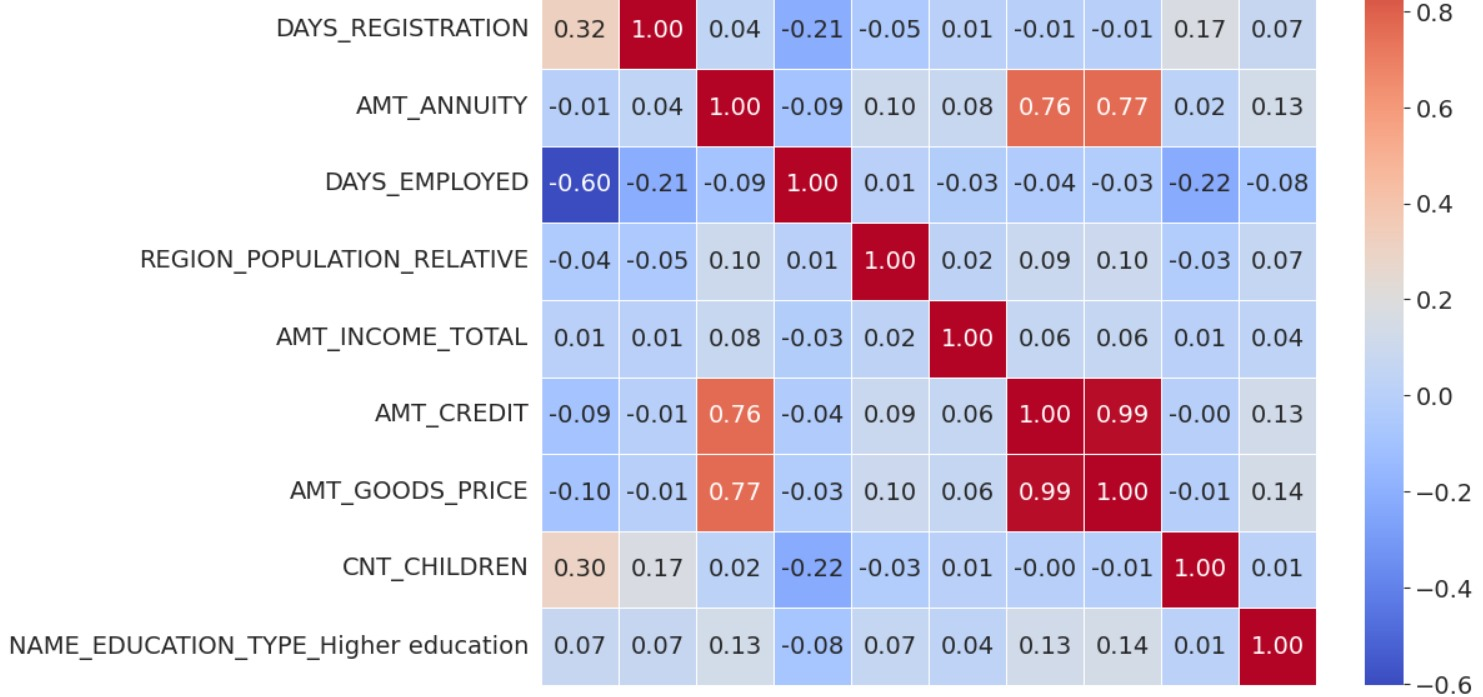 DAYS_REGISTRATION 0.32 1.00 0.04 -0.21 -0.05 0.01 -0.01 -0.01 0.17 0.07
AMT_ANNUITY -0.01 0.04 1.00 -0.09 0.10 0.08 0.76 0.77 0.02 0.13
DAYS_EMPLOYED -0.60 -0.21 -0.09 1.00 0.01 -0.03 -0.04 -0.03 -0.22 -0.08
REGION_POPULATION_RELATIVE -0.04 -0.05 0.10 0.01 1.00 0.02 0.09 0.10 -0.03 0.07
AMT_INCOME_TOTAL 0.01 0.01 0.08 -0.03 0.02 1.00 0.06 0.06 0.01 0.04
AMT_CREDIT -0.09 -0.01 0.76 -0.04 0.09 0.06 1.00 0.99 -0.00 0.13
AMT_GOODS_PRICE -0.10 -0.01 0.77 -0.03 0.10 0.06 0.99 1.00 -0.01 0.14
CNT_CHILDREN 0.30 0.17 0.02 -0.22 -0.03 0.01 -0.00 -0.01 1.00 0.01
NAME_EDUCATION_TYPE_Higher education 0.07 0.07 0.13 -0.08 0.07 0.04 0.13 0.14 0.01 1.00
0.8
0.6
0.4
0.2
0.0
−0.2
−0.4
−0.6